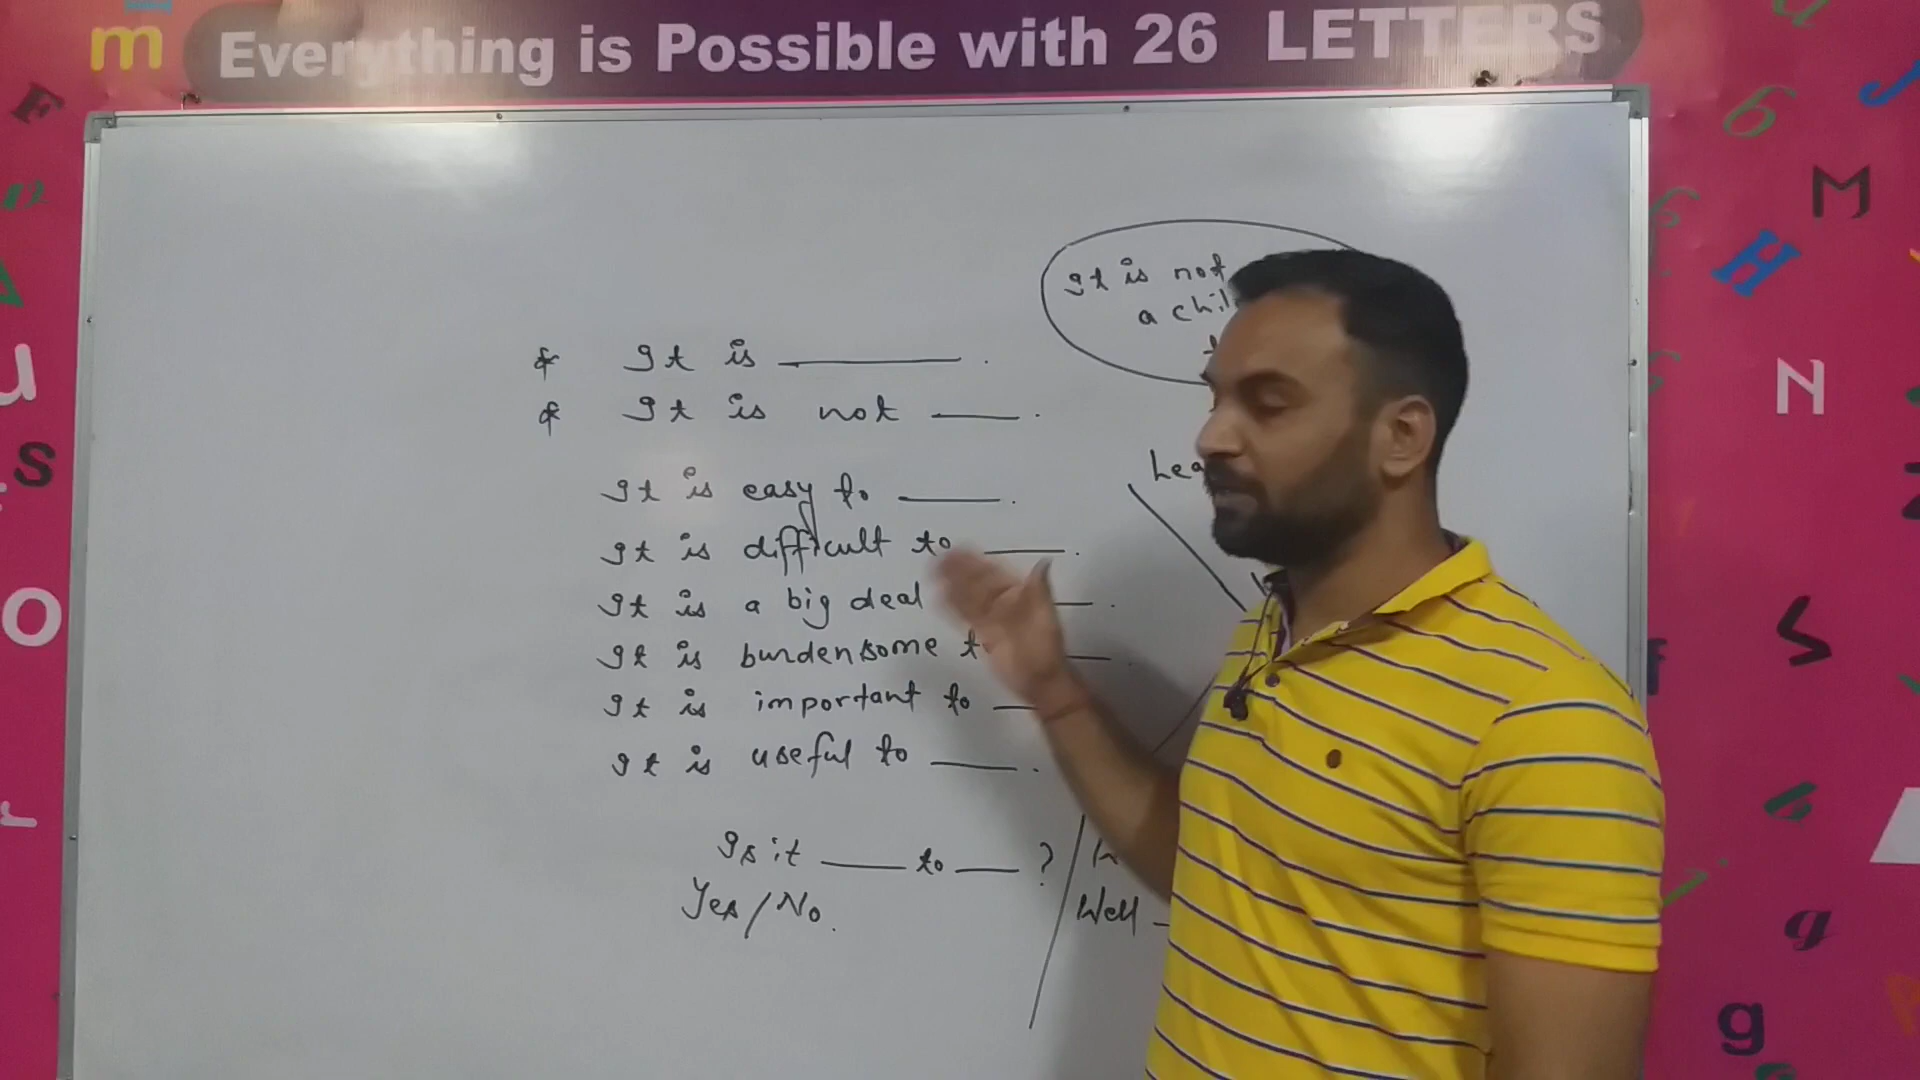 Everything is Possible with 26 LETTERS
It is not
a chil
* It is ______ .
* It is not ____ .
Lea
It is easy to ____ .
It is difficult to ____ .
It is a big deal ____ .
It is burdensome to ____ .
It is important to ____
It is useful to ____ .
Is it ____ to ____ ?
Yes / No.
Well _